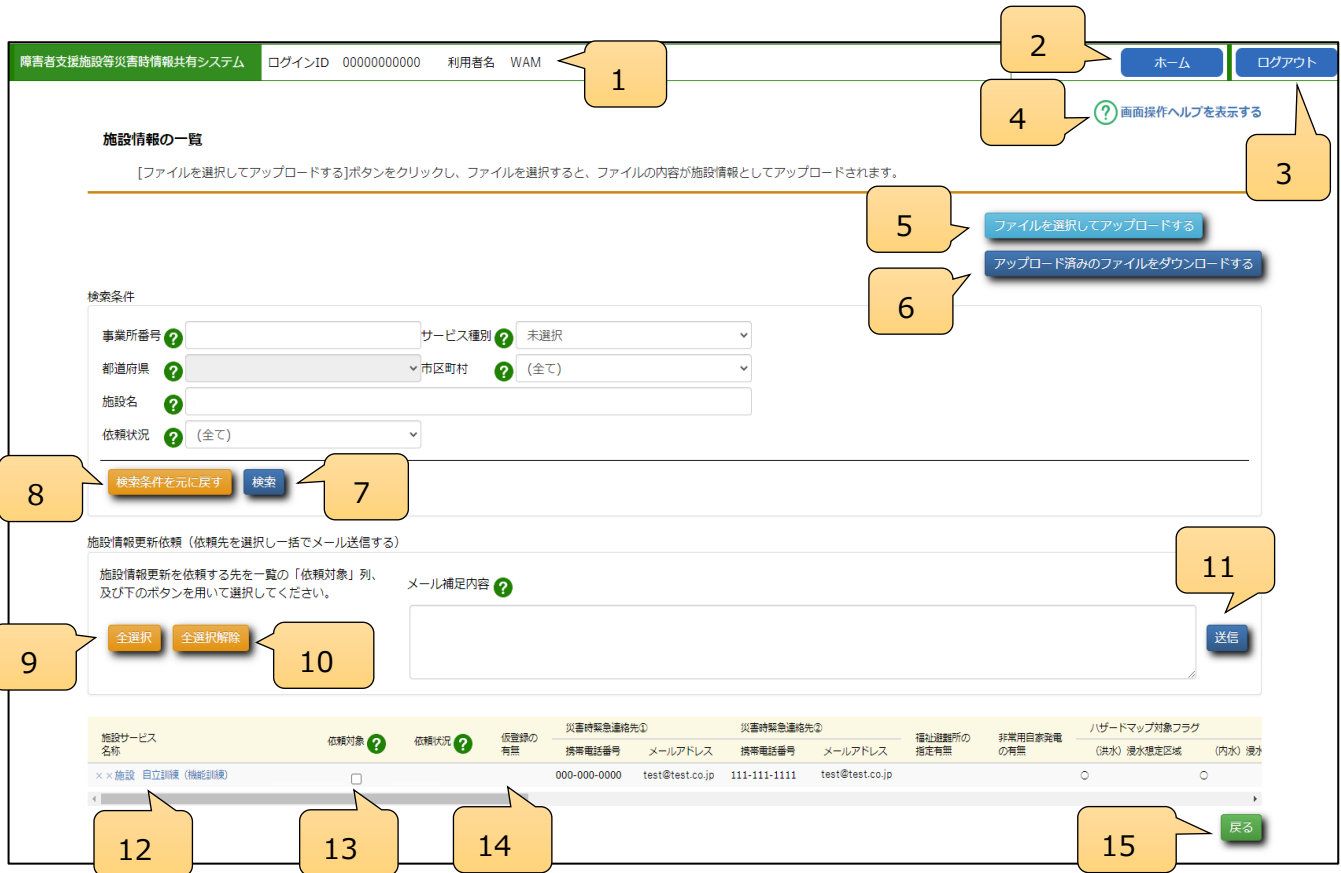 2
障害者支援施設等災害時情報共有システム ログインID 00000000000 利用者名 WAM
1
ホーム ログアウト
4
? 画面操作ヘルプを表示する
3
施設情報の一覧
[ファイルを選択してアップロードする]ボタンをクリックし、ファイルを選択すると、ファイルの内容が施設情報としてアップロードされます。
5
ファイルを選択してアップロードする
アップロード済みのファイルをダウンロードする
6
検索条件
事業所番号 ? サービス種別 ? 未選択
都道府県 ? 市区町村 ? (全て)
施設名 ?
依頼状況 ? (全て)
8
検索条件を元に戻す 検索
7
施設情報更新依頼（依頼先を選択し一括でメール送信する）
施設情報更新を依頼する先を一覧の「依頼対象」列、
及び下のボタンを用いて選択してください。
メール補足内容 ?
11
9
全選択 全選択解除
10
送信
災害時緊急連絡先① 災害時緊急連絡先② ハザードマップ対象フラグ
施設サービス
名称
依頼対象 ? 依頼状況 ?
仮登録の
有無
携帯電話番号 メールアドレス 携帯電話番号 メールアドレス
福祉避難所の
指定有無
非常用自家発電
の有無
（洪水）浸水想定区域 （内水）浸水
××施設 自立訓練（機能訓練） 000-000-0000 test@test.co.jp 111-111-1111 test@test.co.jp ○ ○
12
13
14
15
戻る